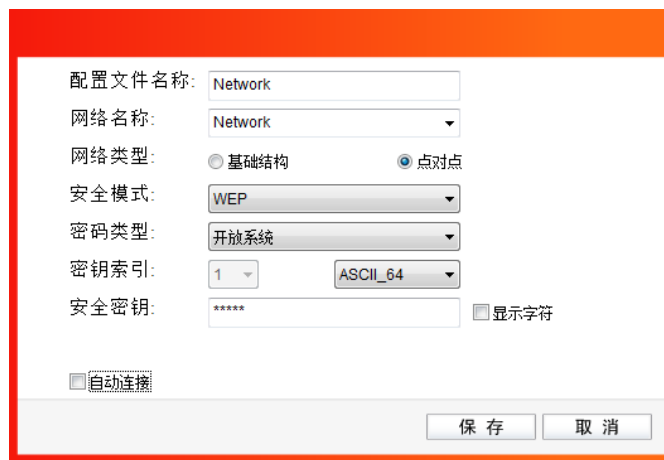 配置文件名称: Network
网络名称: Network
网络类型: 基础结构 点对点
安全模式: WEP
密码类型: 开放系统
密钥索引: 1 ASCII_64
安全密钥: ***** 显示字符
自动连接
保 存 取 消